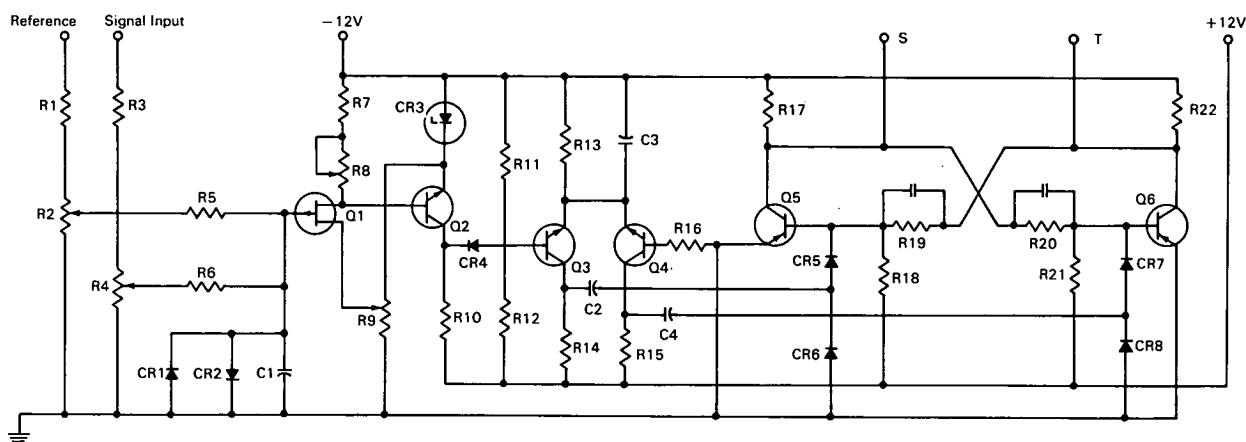 Reference Signal Input −12V +12V
S T
R1 R3 R7 CR3 R11 R13 C3 R17 R22
R8
R5 Q1 Q2 Q5 Q6
R2 R16 R19 R20
CR4 Q3 Q4 CR5 R18 R21 CR7
R4 R6
R9 R10 R12 C2 C4
R14 R15 CR6 CR8
CR1 CR2 C1
L